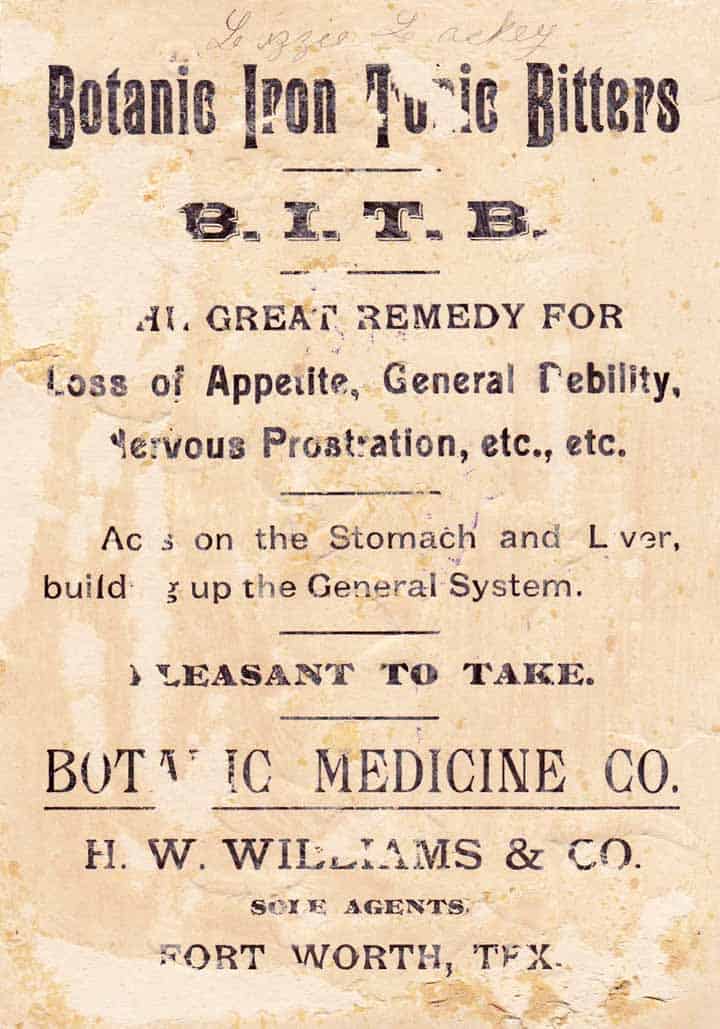 Lizzie Lackey
Botanic Iron Tonic Bitters
B. I. T. B.
THE GREAT REMEDY FOR
Loss of Appetite, General Debility,
Nervous Prostration, etc., etc.
Acts on the Stomach and Liver,
building up the General System.
PLEASANT TO TAKE.
BOTANIC MEDICINE CO.
H. W. WILLIAMS & CO.
SOLE AGENTS.
FORT WORTH, TEX.